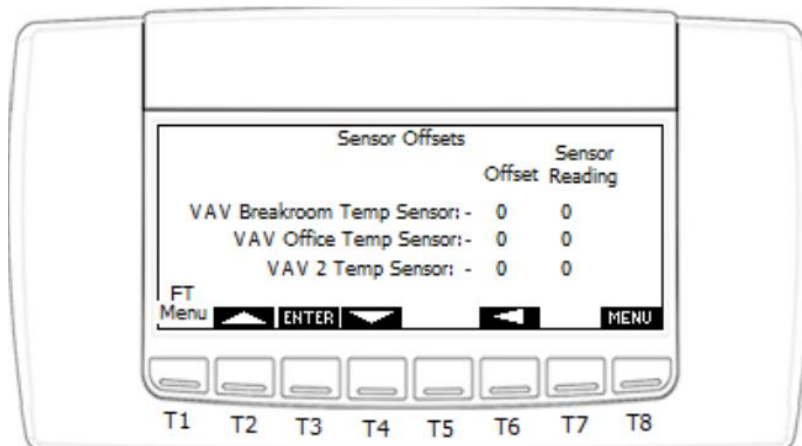 Sensor Offsets
Sensor
Offset Reading
VAV Breakroom Temp Sensor: - 0 0
VAV Office Temp Sensor:- 0 0
VAV 2 Temp Sensor: - 0 0
FT
Menu ENTER MENU
T1 T2 T3 T4 T5 T6 T7 T8